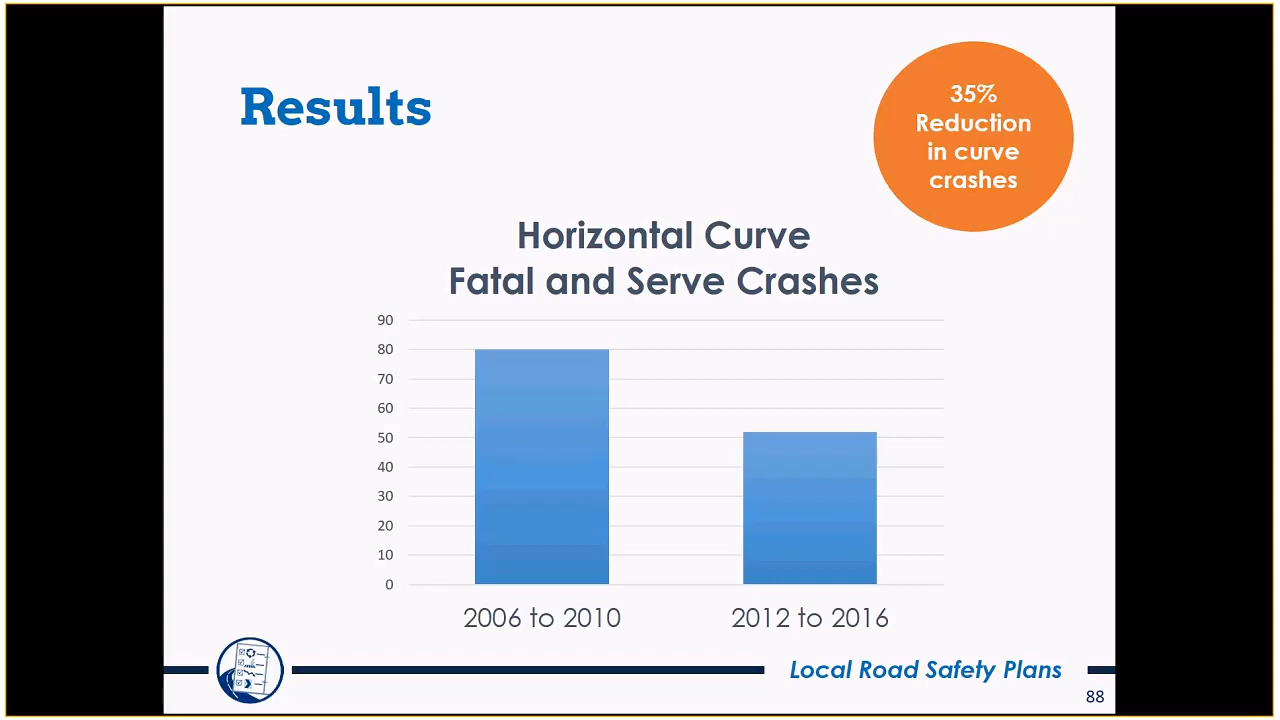 Results
35%
Reduction
in curve
crashes
Horizontal Curve
Fatal and Serve Crashes
90
80
70
60
50
40
30
20
10
0
2006 to 2010
2012 to 2016
Local Road Safety Plans
88